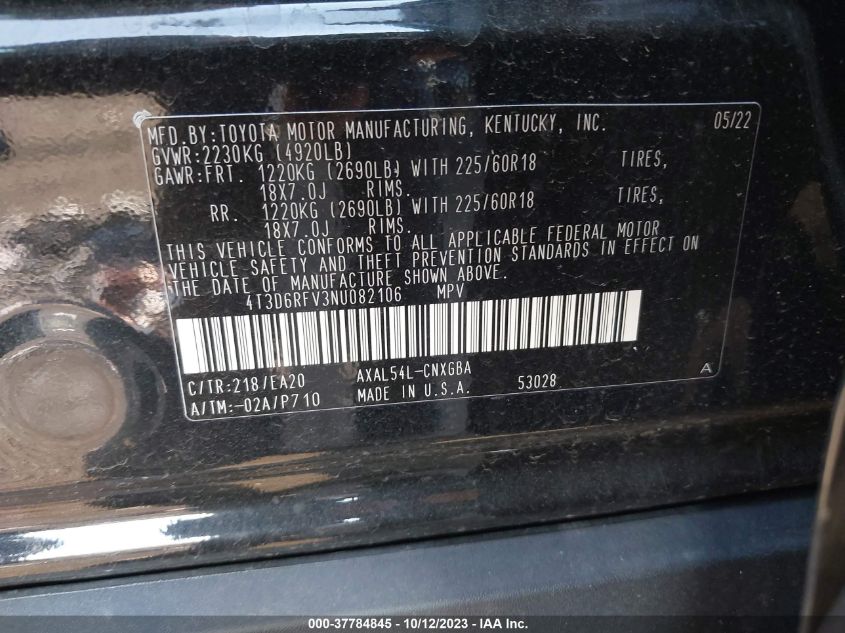 MFD.BY:TOYOTA MOTOR MANUFACTURING, KENTUCKY, INC. 05/22
GVWR:2230KG (4920LB)
GAWR:FRT. 1220KG (2690LB) WITH 225/60R18 TIRES,
18X7.0J RIMS.
RR. 1220KG (2690LB) WITH 225/60R18 TIRES,
18X7.0J RIMS.
THIS VEHICLE CONFORMS TO ALL APPLICABLE FEDERAL MOTOR
VEHICLE SAFETY AND THEFT PREVENTION STANDARDS IN EFFECT ON
THE DATE OF MANUFACTURE SHOWN ABOVE.
4T3D6RFV3NU082106 MPV
C/TR:218/EA20 AXAL54L-CNXGBA A
A/TM:-02A/P710 MADE IN U.S.A. 53028
000-37784845 - 10/12/2023 - IAA Inc.